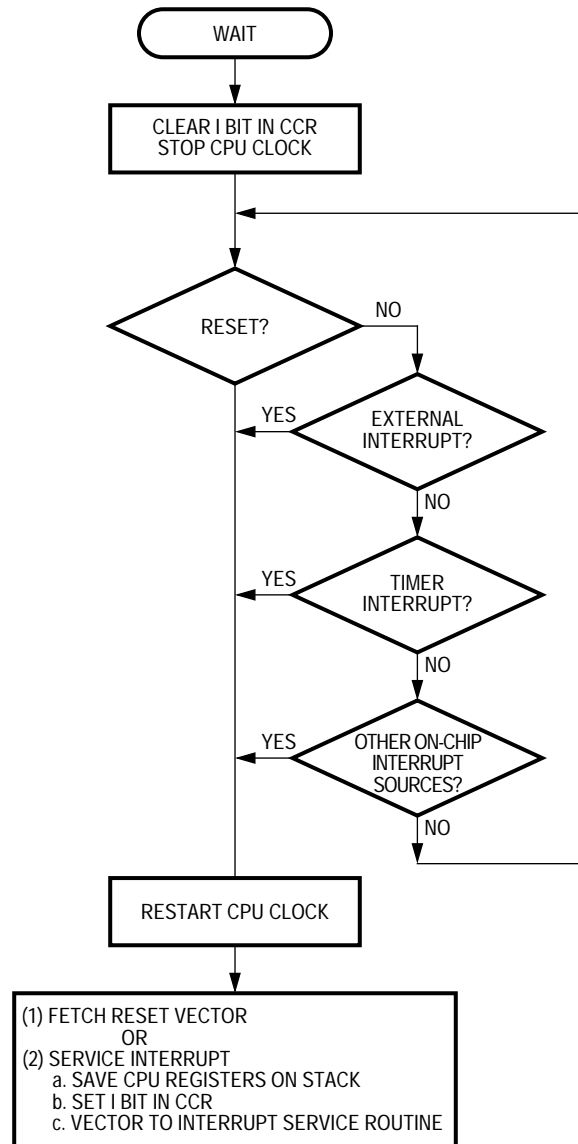 WAIT
CLEAR I BIT IN CCR
STOP CPU CLOCK
RESET?
NO
YES
EXTERNAL
INTERRUPT?
NO
YES
TIMER
INTERRUPT?
NO
YES
OTHER ON-CHIP
INTERRUPT
SOURCES?
NO
RESTART CPU CLOCK
(1) FETCH RESET VECTOR
OR
(2) SERVICE INTERRUPT
a. SAVE CPU REGISTERS ON STACK
b. SET I BIT IN CCR
c. VECTOR TO INTERRUPT SERVICE ROUTINE